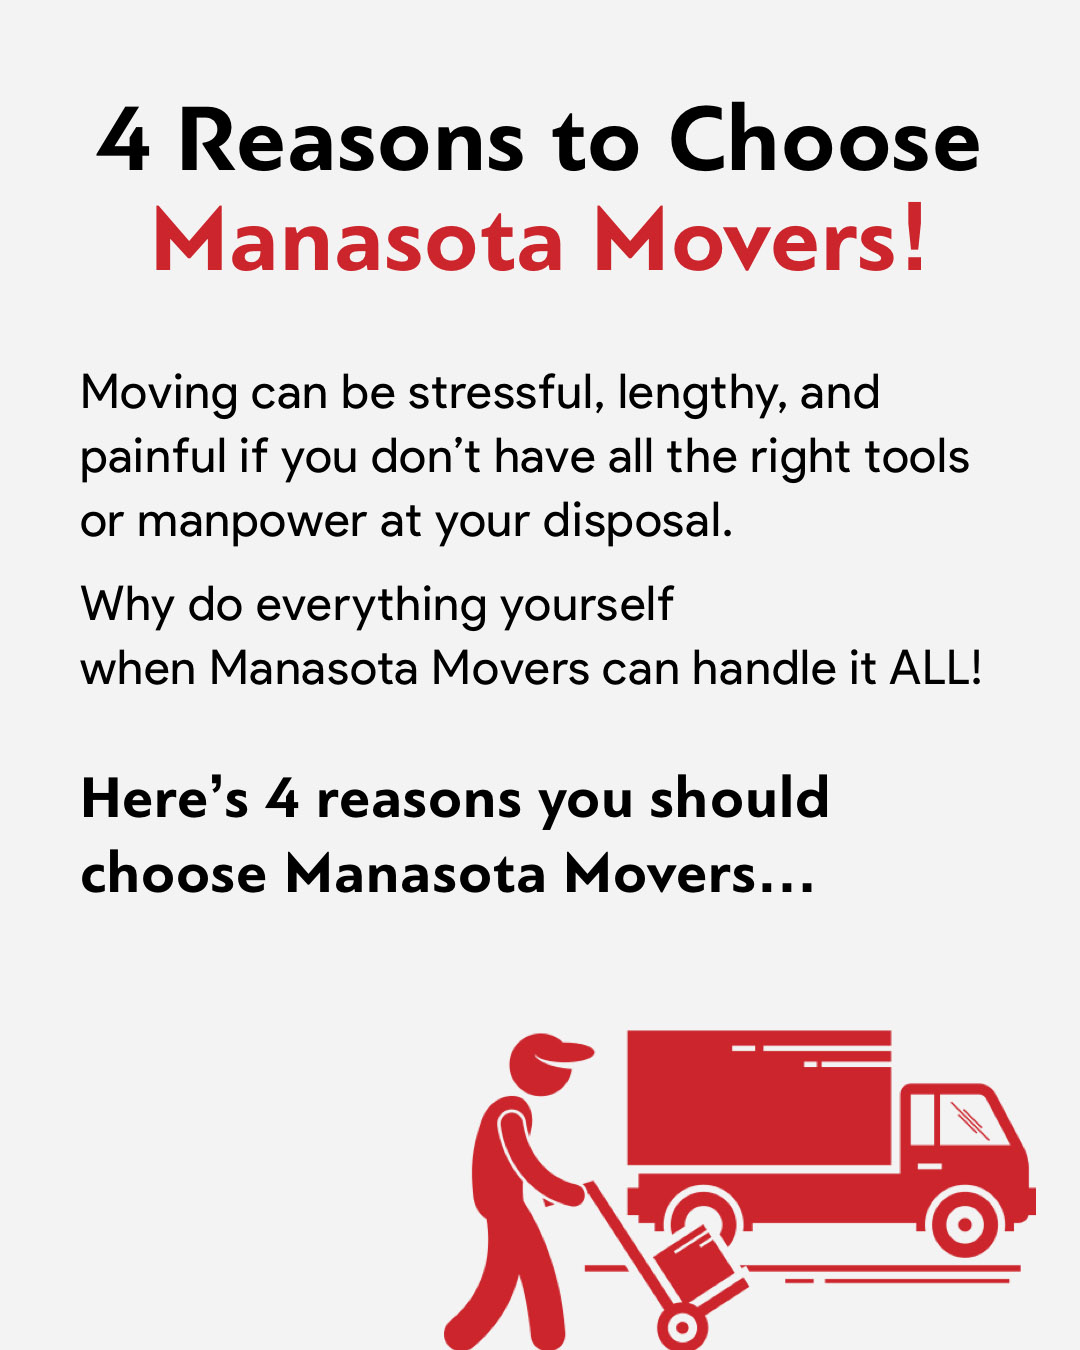 4 Reasons to Choose
Manasota Movers!
Moving can be stressful, lengthy, and
painful if you don’t have all the right tools
or manpower at your disposal.
Why do everything yourself
when Manasota Movers can handle it ALL!
Here’s 4 reasons you should
choose Manasota Movers...